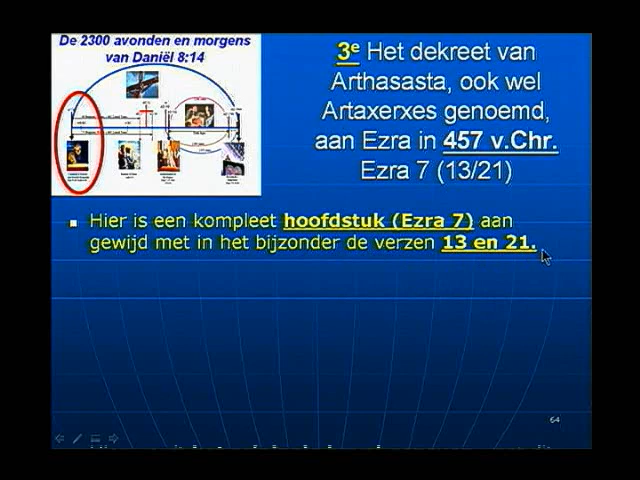 De 2300 avonden en morgens
van Daniël 8:14
3e Het dekreet van
Arthasasta, ook wel
Artaxerxes genoemd,
aan Ezra in 457 v.Chr.
Ezra 7 (13/21)
Hier is een kompleet hoofdstuk (Ezra 7) aan
gewijd met in het bijzonder de verzen 13 en 21.
64